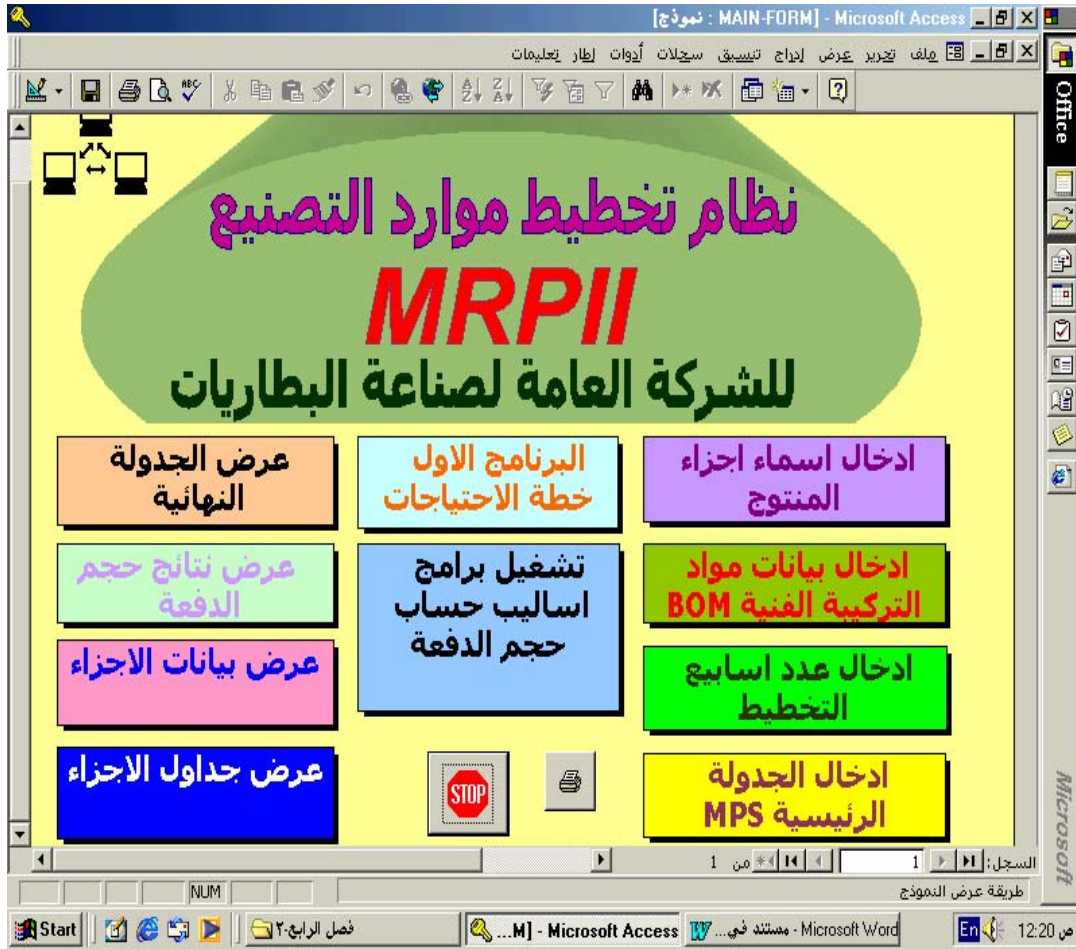 [نموذج : MAIN-FORM] - Microsoft Access
ملف تحرير عرض إدراج تنسيق سجلات أدوات إطار تعليمات
Office
نظام تخطيط موارد التصنيع
MRPII
للشركة العامة لصناعة البطاريات
ادخال اسماء اجزاء
المنتوج
البرنامج الاول
خطة الاحتياجات
عرض الجدولة
النهائية
ادخال بيانات مواد
التركيبة الفنية BOM
تشغيل برامج
اساليب حساب
حجم الدفعة
عرض نتائج حجم
الدفعة
ادخال عدد اسابيع
التخطيط
عرض بيانات الاجزاء
ادخال الجدولة
الرئيسية MPS
STOP
عرض جداول الاجزاء
Microsoft
السجل: 1 من 1
طريقة عرض النموذج
NUM
Start
فصل الرابع-٢
...M] - Microsoft Access
مستند في... - Microsoft Word
En
12:20 ص